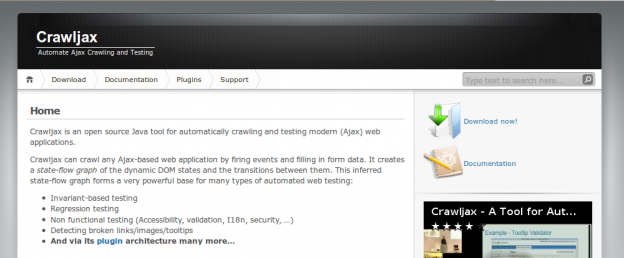 Crawljax
Automate Ajax Crawling and Testing
Download Documentation Plugins Support Type text to search here...
Home
Crawljax is an open source Java tool for automatically crawling and testing modern (Ajax) web
applications.
Crawljax can crawl any Ajax-based web application by firing events and filling in form data. It creates
a state-flow graph of the dynamic DOM states and the transitions between them. This inferred
state-flow graph forms a very powerful base for many types of automated web testing:
Invariant-based testing
Regression testing
Non functional testing (Accessibility, validation, I18n, security, ...)
Detecting broken links/images/tooltips
And via its plugin architecture many more...
Download now!
Documentation
Crawljax - A Tool for Aut...
Example - Tooltip Validator